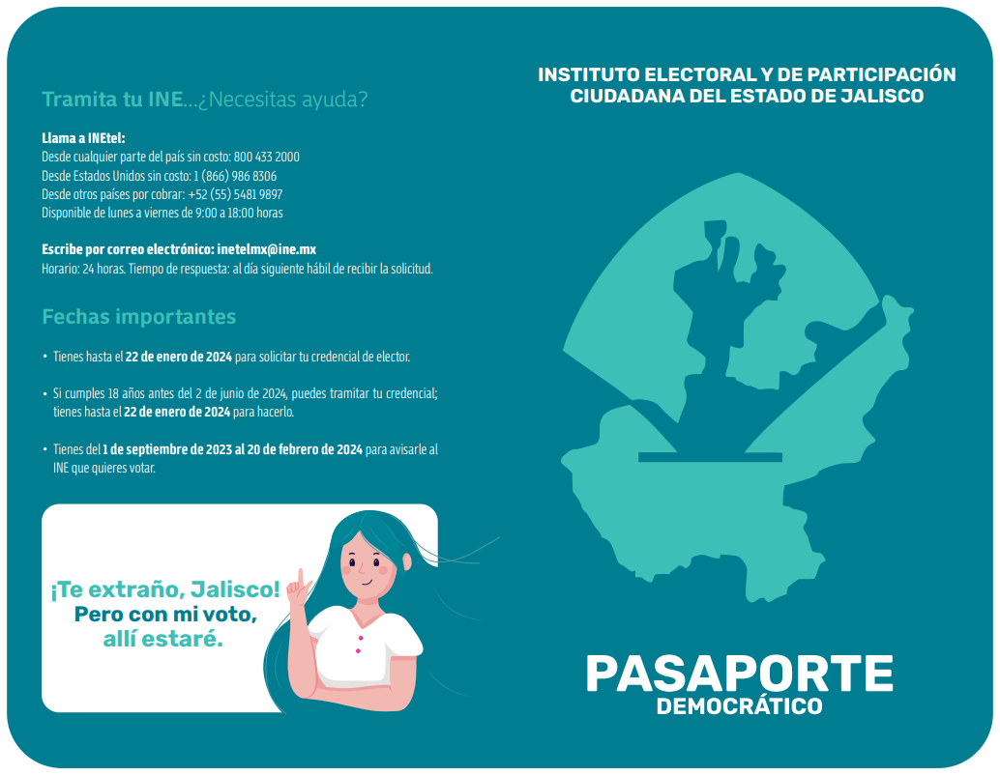 Tramita tu INE...¿Necesitas ayuda?
Llama a INEtel:
Desde cualquier parte del país sin costo: 800 433 2000
Desde Estados Unidos sin costo: 1 (866) 986 8306
Desde otros países por cobrar: +52 (55) 5481 9897
Disponible de lunes a viernes de 9:00 a 18:00 horas
Escribe por correo electrónico: inetelmx@ine.mx
Horario: 24 horas. Tiempo de respuesta: al día siguiente hábil de recibir la solicitud.
Fechas importantes
• Tienes hasta el 22 de enero de 2024 para solicitar tu credencial de elector.
• Si cumples 18 años antes del 2 de junio de 2024, puedes tramitar tu credencial;
tienes hasta el 22 de enero de 2024 para hacerlo.
• Tienes del 1 de septiembre de 2023 al 20 de febrero de 2024 para avisarle al
INE que quieres votar.
¡Te extraño, Jalisco!
Pero con mi voto,
allí estaré.
INSTITUTO ELECTORAL Y DE PARTICIPACIÓN
CIUDADANA DEL ESTADO DE JALISCO
PASAPORTE
DEMOCRÁTICO